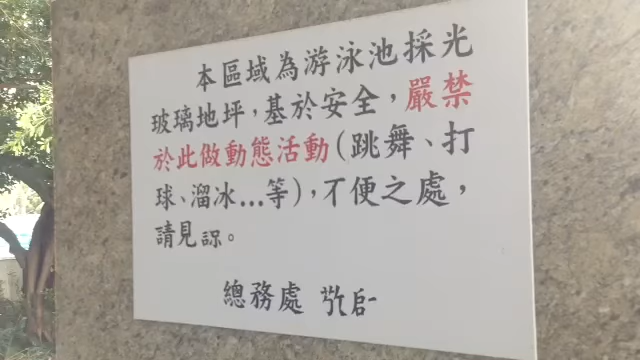 本區域為游泳池採光
玻璃地坪，基於安全，嚴禁
於此做動態活動(跳舞、打
球、溜冰...等)，不便之處，
請見諒。
總務處 敬啟